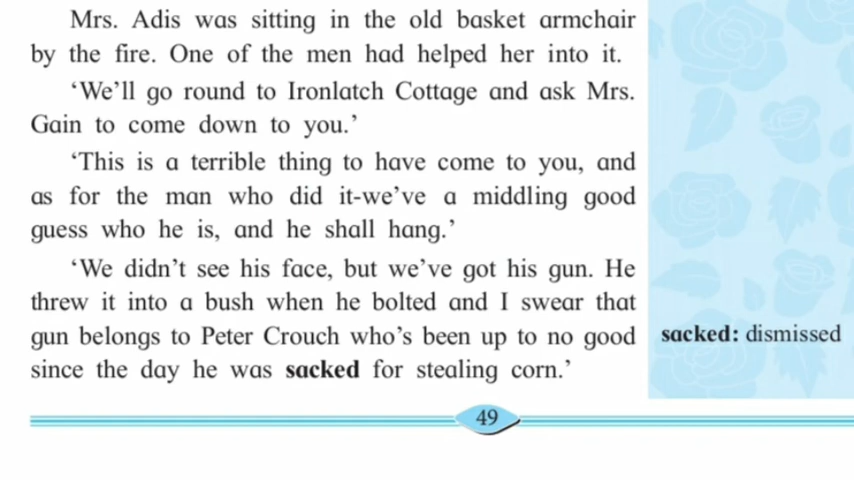 Mrs. Adis was sitting in the old basket armchair
by the fire. One of the men had helped her into it.
‘We’ll go round to Ironlatch Cottage and ask Mrs.
Gain to come down to you.’
‘This is a terrible thing to have come to you, and
as for the man who did it-we’ve a middling good
guess who he is, and he shall hang.’
‘We didn’t see his face, but we’ve got his gun. He
threw it into a bush when he bolted and I swear that
gun belongs to Peter Crouch who’s been up to no good
since the day he was sacked for stealing corn.’
sacked: dismissed
49